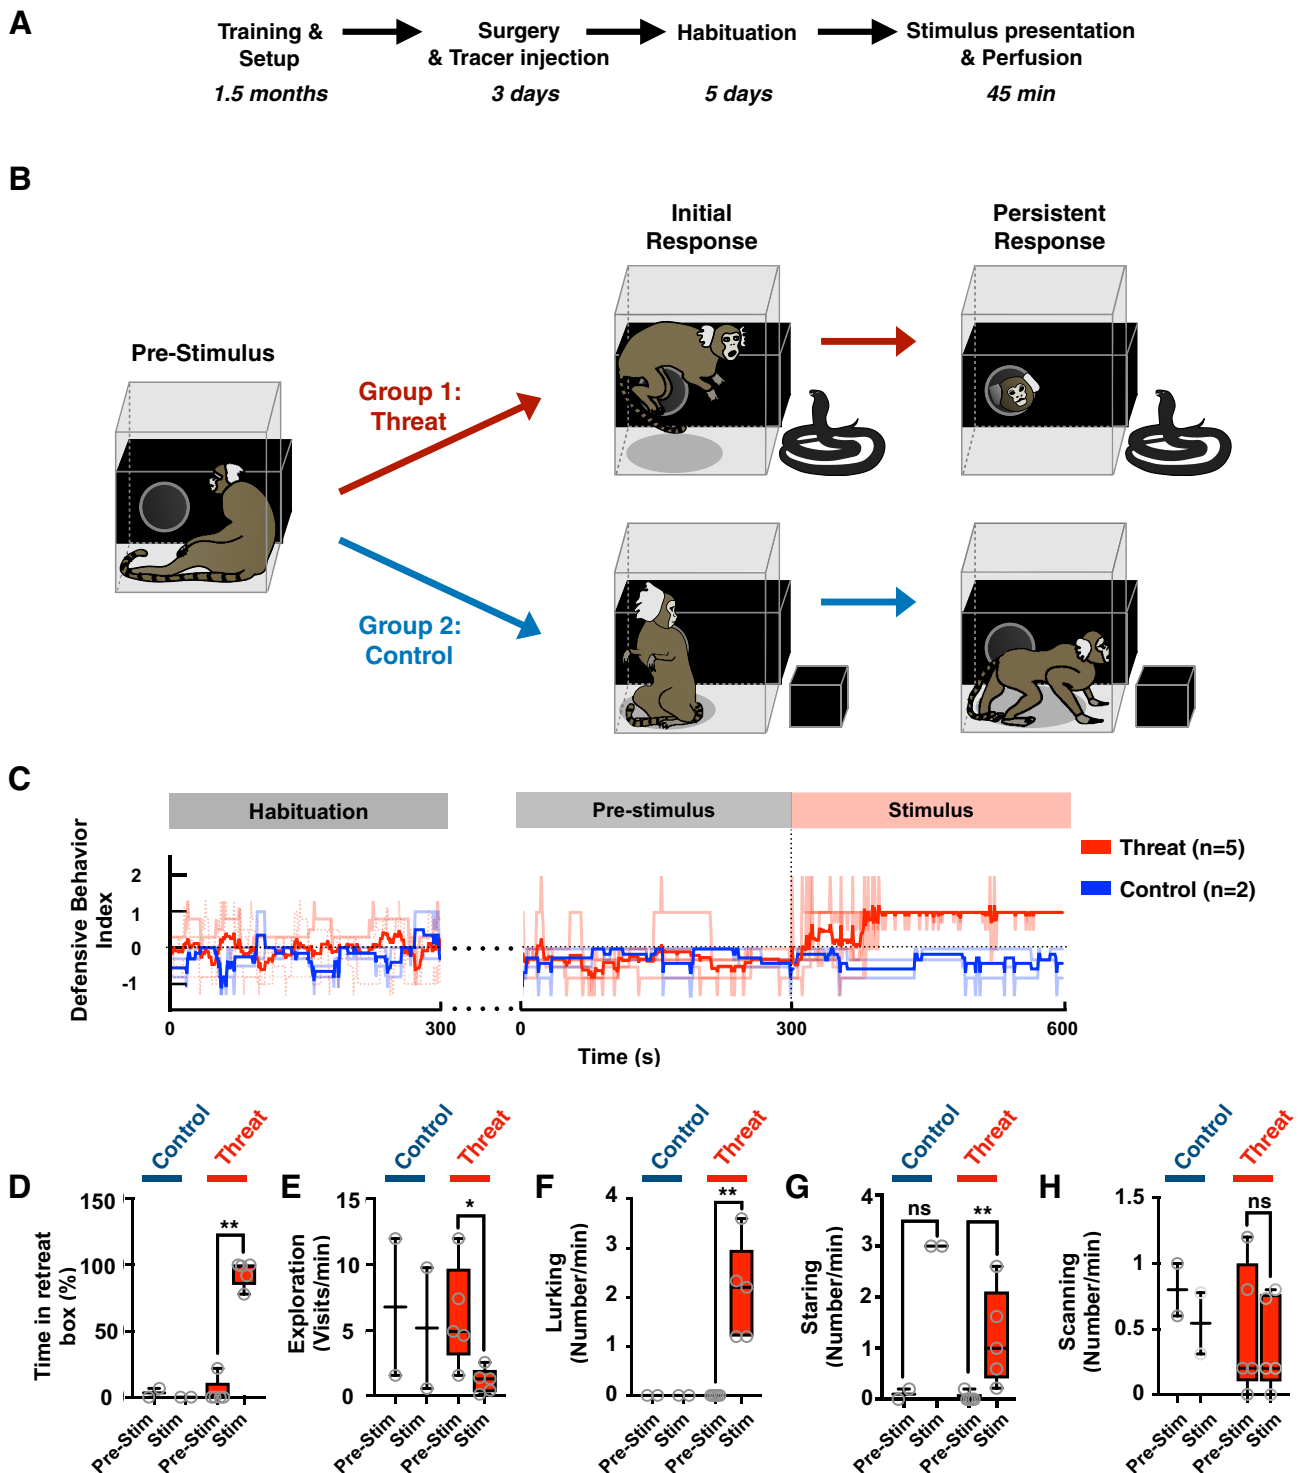 A
Training &
Setup
1.5 months
Surgery
& Tracer injection
3 days
Habituation
5 days
Stimulus presentation
& Perfusion
45 min
B
Pre-Stimulus
Group 1:
Threat
Group 2:
Control
Initial
Response
Persistent
Response
C
Habituation
Pre-stimulus
Stimulus
Threat (n=5)
Control (n=2)
Defensive Behavior
Index
2
1
0
-1
0
300
0
300
600
Time (s)
D
Control
Threat
Time in retreat
box (%)
150
100
50
0
**
Pre-Stim
Stim
Pre-Stim
Stim
E
Control
Threat
Exploration
(Visits/min)
15
10
5
0
*
Pre-Stim
Stim
Pre-Stim
Stim
F
Control
Threat
Lurking
(Number/min)
4
3
2
1
0
**
Pre-Stim
Stim
Pre-Stim
Stim
G
Control
Threat
Staring
(Number/min)
4
3
2
1
0
ns
**
Pre-Stim
Stim
Pre-Stim
Stim
H
Control
Threat
Scanning
(Number/min)
1.5
1
0.5
0
ns
Pre-Stim
Stim
Pre-Stim
Stim